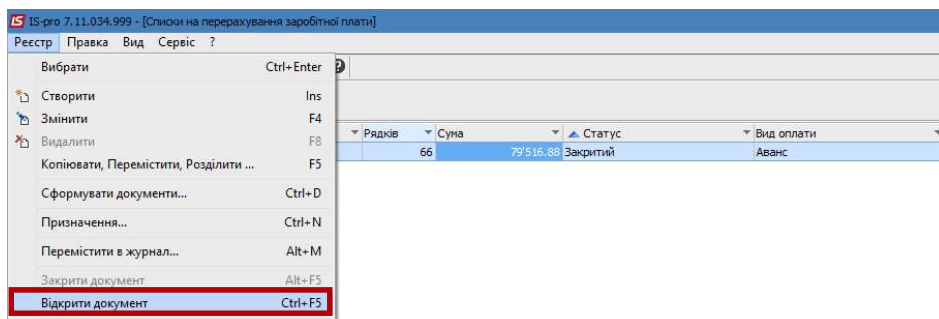 IS-pro 7.11.034.999 - [Списки на перерахування заробітної плати]
Реєстр Правка Вид Сервіс ?
Вибрати Ctrl+Enter
Створити Ins
Змінити F4
Видалити F8
Копіювати, Перемістити, Розділити ... F5
Сформувати документи... Ctrl+D
Призначення... Ctrl+N
Перемістити в журнал... Alt+M
Закрити документ Alt+F5
Відкрити документ Ctrl+F5
Рядків Сума Статус Вид оплати
66 79'516.88 Закритий Аванс